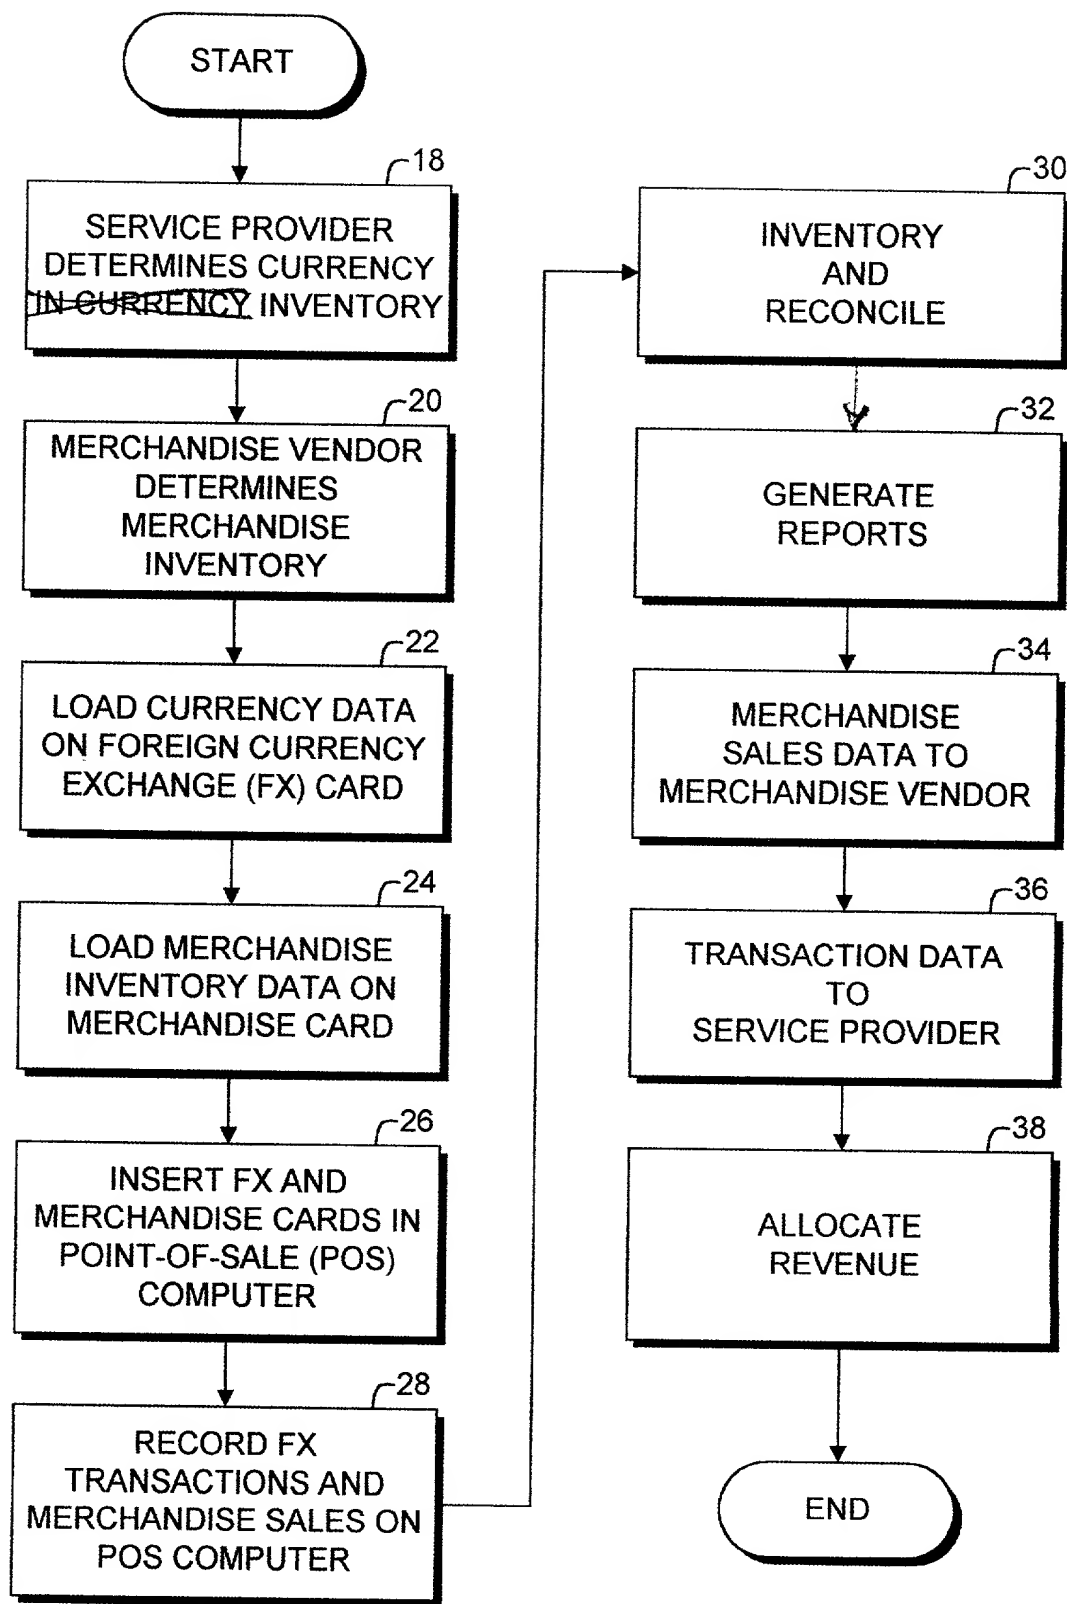 START
18
SERVICE PROVIDER
DETERMINES CURRENCY
IN CURRENCY INVENTORY
20
MERCHANDISE VENDOR
DETERMINES
MERCHANDISE
INVENTORY
22
LOAD CURRENCY DATA
ON FOREIGN CURRENCY
EXCHANGE (FX) CARD
24
LOAD MERCHANDISE
INVENTORY DATA ON
MERCHANDISE CARD
26
INSERT FX AND
MERCHANDISE CARDS IN
POINT-OF-SALE (POS)
COMPUTER
28
RECORD FX
TRANSACTIONS AND
MERCHANDISE SALES ON
POS COMPUTER
30
INVENTORY
AND
RECONCILE
32
GENERATE
REPORTS
34
MERCHANDISE
SALES DATA TO
MERCHANDISE VENDOR
36
TRANSACTION DATA
TO
SERVICE PROVIDER
38
ALLOCATE
REVENUE
END